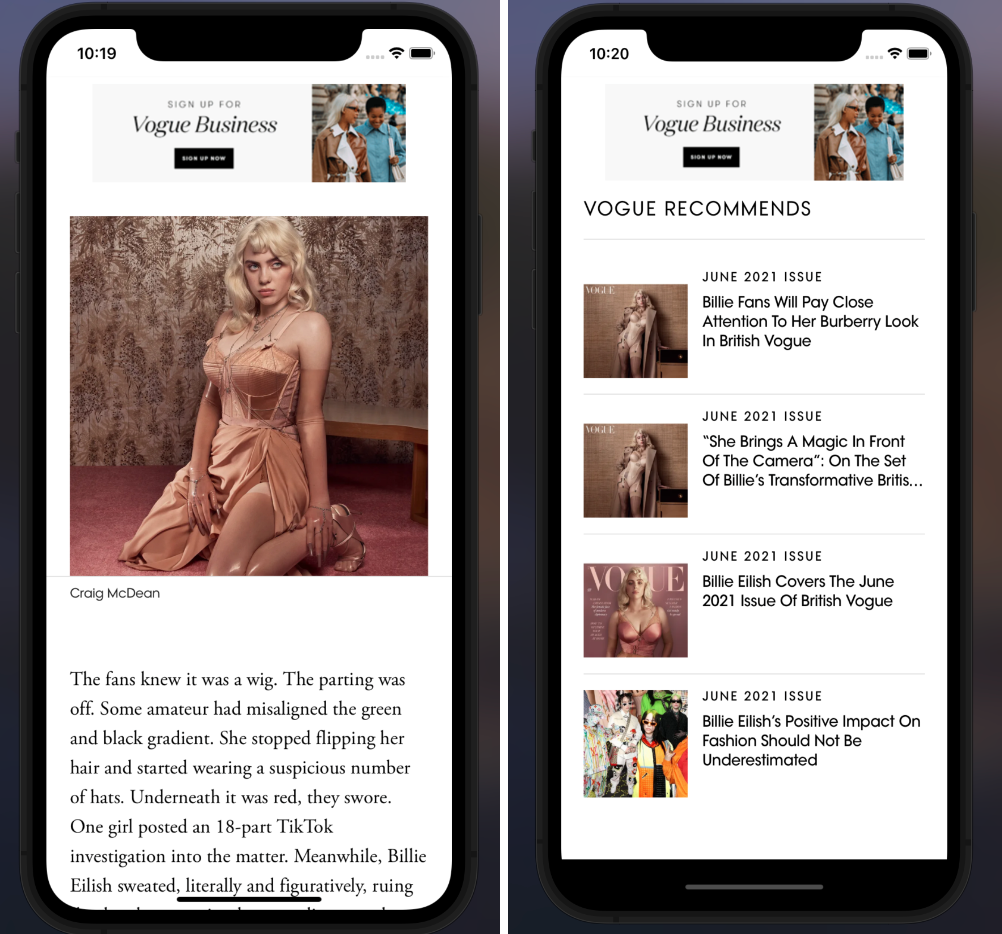 10:19
SIGN UP FOR
Vogue Business
SIGN UP NOW
Craig McDean
The fans knew it was a wig. The parting was
off. Some amateur had misaligned the green
and black gradient. She stopped flipping her
hair and started wearing a suspicious number
of hats. Underneath it was red, they swore.
One girl posted an 18-part TikTok
investigation into the matter. Meanwhile, Billie
Eilish sweated, literally and figuratively, ruing
10:20
SIGN UP FOR
Vogue Business
SIGN UP NOW
VOGUE RECOMMENDS
VOGUE
JUNE 2021 ISSUE
Billie Fans Will Pay Close
Attention To Her Burberry Look
In British Vogue
VOGUE
JUNE 2021 ISSUE
“She Brings A Magic In Front
Of The Camera”: On The Set
Of Billie’s Transformative Britis...
VOGUE
JUNE 2021 ISSUE
Billie Eilish Covers The June
2021 Issue Of British Vogue
JUNE 2021 ISSUE
Billie Eilish’s Positive Impact On
Fashion Should Not Be
Underestimated